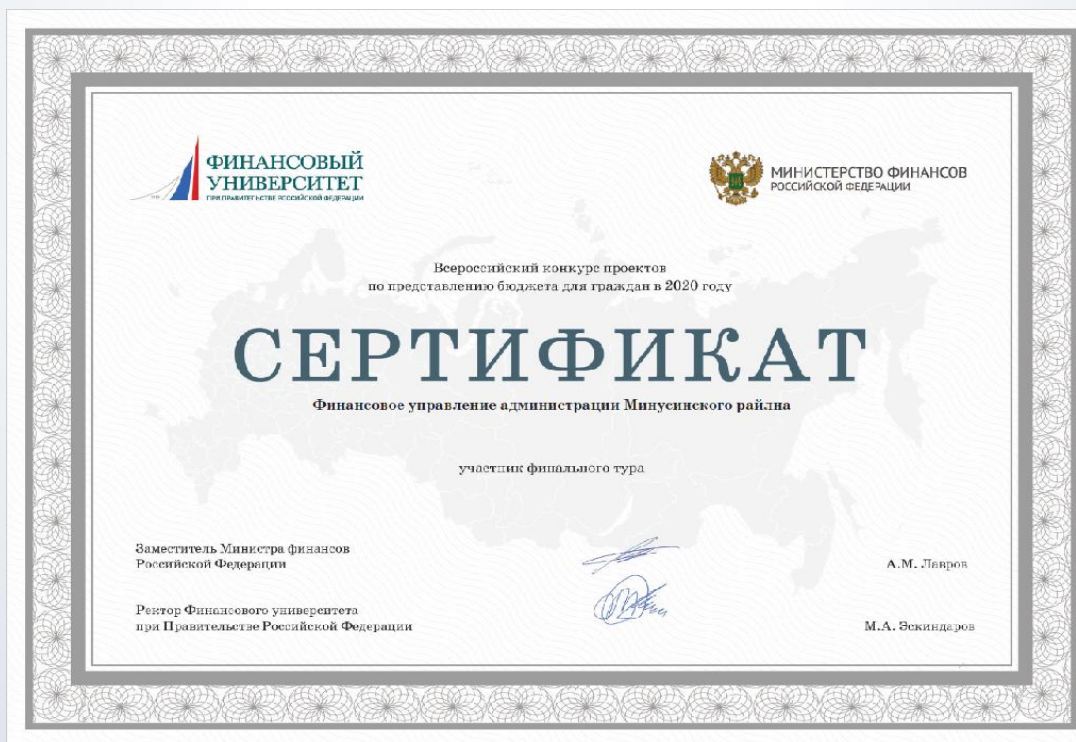 ФИНАНСОВЫЙ
УНИВЕРСИТЕТ
ПРИ ПРАВИТЕЛЬСТВЕ РОССИЙСКОЙ ФЕДЕРАЦИИ
МИНИСТЕРСТВО ФИНАНСОВ
РОССИЙСКОЙ ФЕДЕРАЦИИ
Всероссийский конкурс проектов
по представлению бюджета для граждан в 2020 году
СЕРТИФИКАТ
Финансовое управление администрации Минусинского райлна
участник финального тура
Заместитель Министра финансов
Российской Федерации
А.М. Лавров
Ректор Финансового университета
при Правительстве Российской Федерации
М.А. Эскиндаров